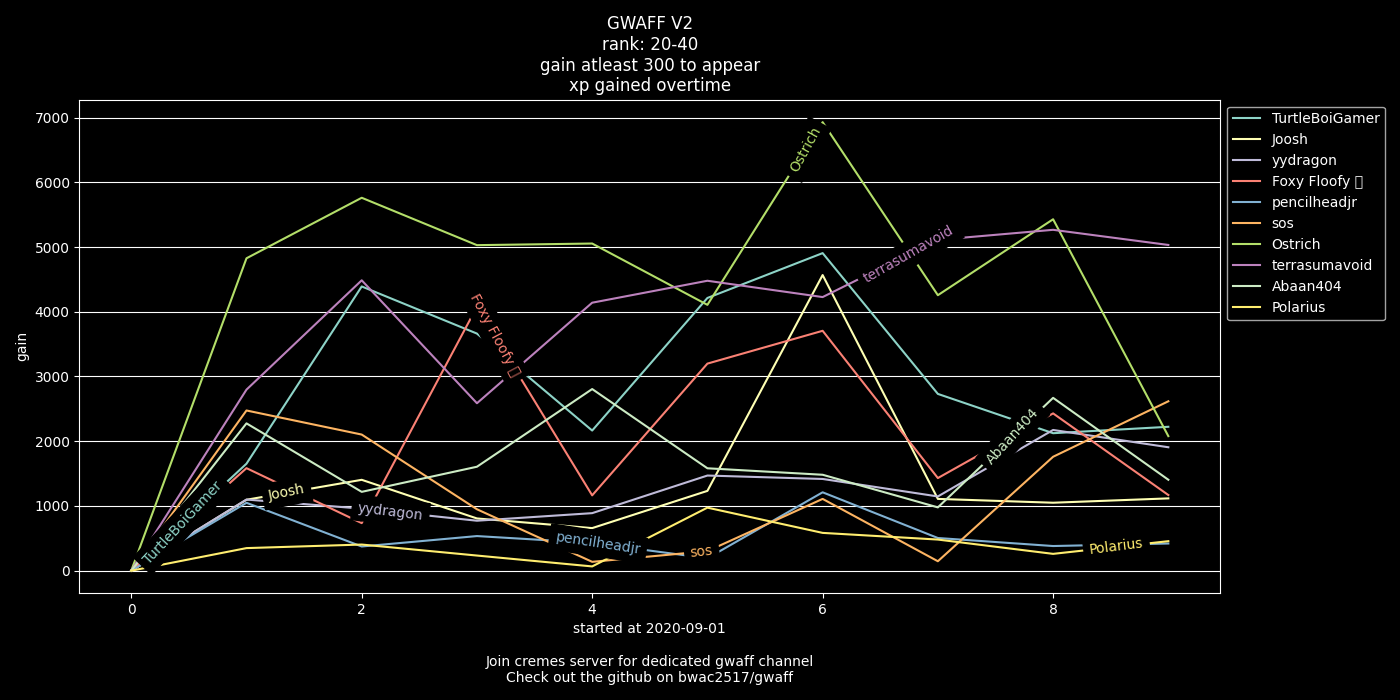 GWAFF V2
rank: 20-40
gain atleast 300 to appear
xp gained overtime
7000
6000
5000
4000
3000
2000
1000
0
gain
0
2
4
6
8
started at 2020-09-01
Join cremes server for dedicated gwaff channel
Check out the github on bwac2517/gwaff
TurtleBoiGamer
Joosh
yydragon
Foxy Floofy
pencilheadjr
sos
Ostrich
terrasumavoid
Abaan404
Polarius
TurtleBoiGamer
Joosh
yydragon
Foxy Floofy
pencilheadjr
sos
Ostrich
terrasumavoid
Abaan404
Polarius